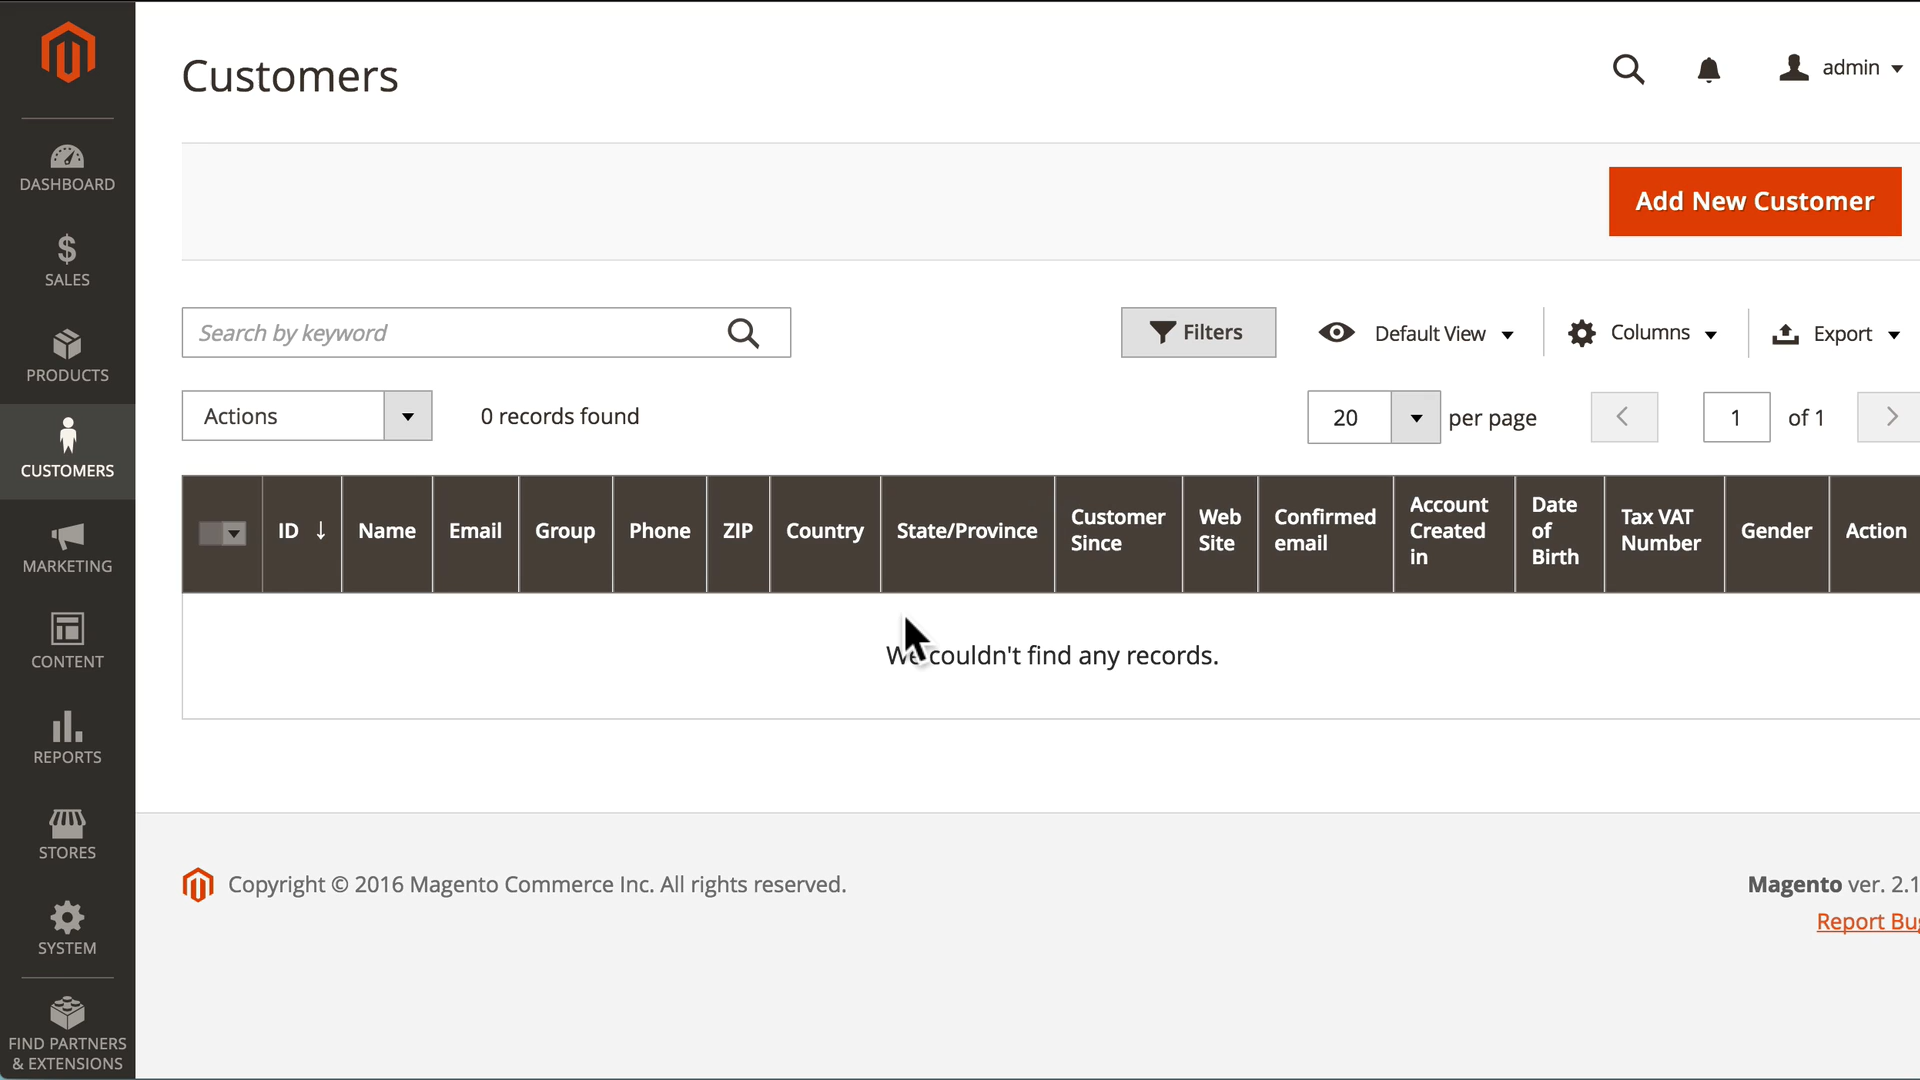 Customers
admin
DASHBOARD
SALES
PRODUCTS
CUSTOMERS
MARKETING
CONTENT
REPORTS
STORES
SYSTEM
FIND PARTNERS
& EXTENSIONS
Add New Customer
Search by keyword
Filters
Default View
Columns
Export
Actions
0 records found
20
per page
1
of 1
ID
Name
Email
Group
Phone
ZIP
Country
State/Province
Customer
Since
Web
Site
Confirmed
email
Account
Created
in
Date
of
Birth
Tax VAT
Number
Gender
Action
We couldn't find any records.
Copyright © 2016 Magento Commerce Inc. All rights reserved.
Magento ver. 2.1
Report Bug